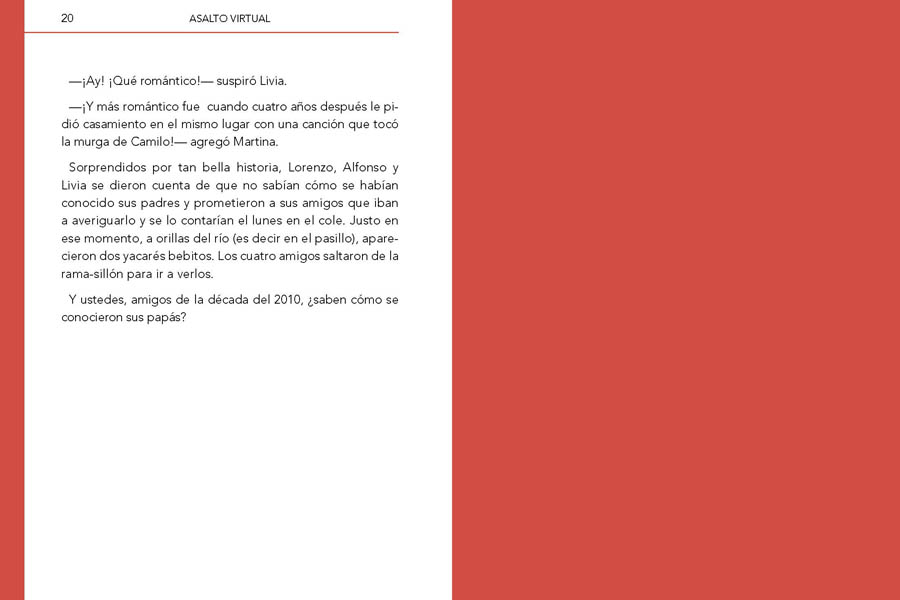 20 ASALTO VIRTUAL
—¡Ay! ¡Qué romántico!— suspiró Livia.
—¡Y más romántico fue  cuando cuatro años después le pi-
dió casamiento en el mismo lugar con una canción que tocó
la murga de Camilo!— agregó Martina.
Sorprendidos por tan bella historia, Lorenzo, Alfonso y
Livia se dieron cuenta de que no sabían cómo se habían
conocido sus padres y prometieron a sus amigos que iban
a averiguarlo y se lo contarían el lunes en el cole. Justo en
ese momento, a orillas del río (es decir en el pasillo), apare-
cieron dos yacarés bebitos. Los cuatro amigos saltaron de la
rama-sillón para ir a verlos.
Y ustedes, amigos de la década del 2010, ¿saben cómo se
conocieron sus papás?